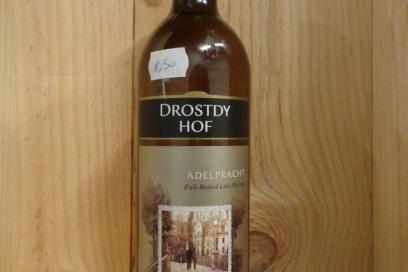 8,50
DROSTDY
HOF
ADELPRACHT
Full-Bodied Late Harvest